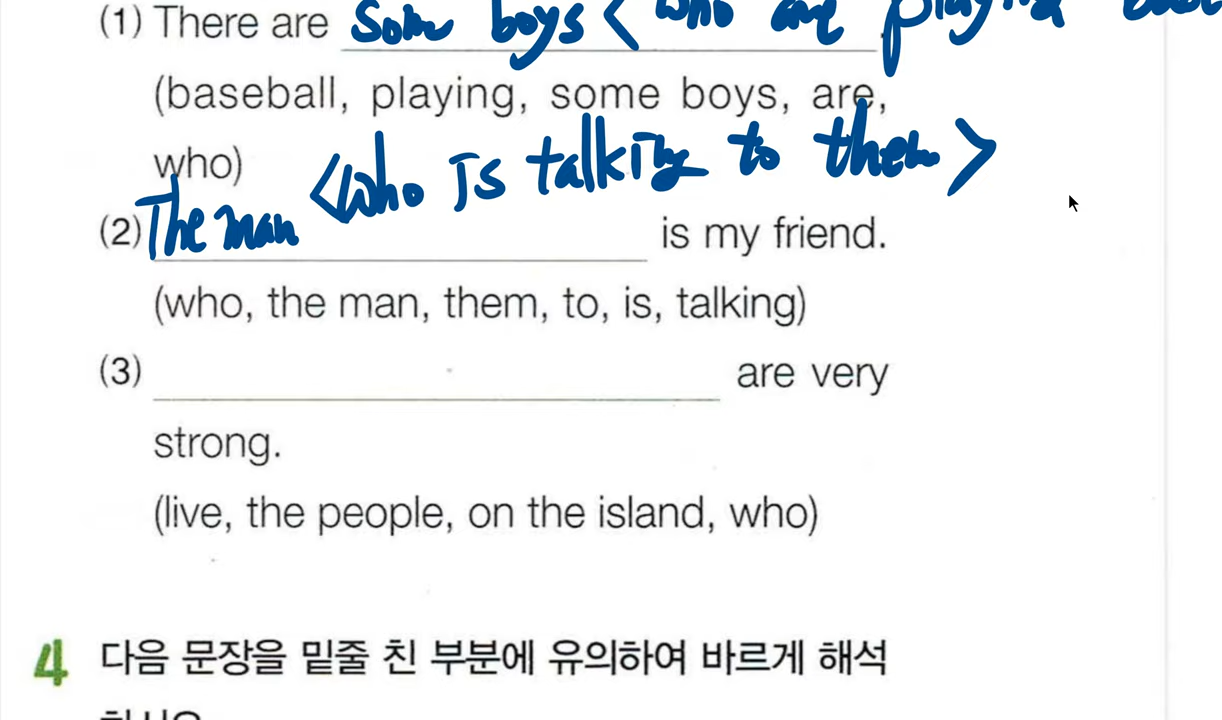 (1) There are some boys < who are playing
(baseball, playing, some boys, are,
who)
<who is talking to them>
(2) The man is my friend.
(who, the man, them, to, is, talking)
(3) are very
strong.
(live, the people, on the island, who)
4 다음 문장을 밑줄 친 부분에 유의하여 바르게 해석